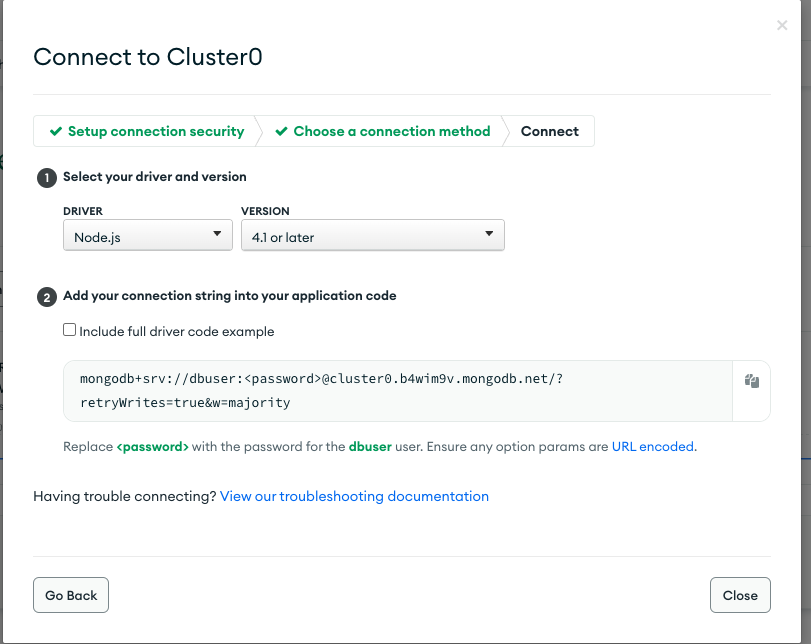 Connect to Cluster0
Setup connection security
Choose a connection method
Connect
1 Select your driver and version
DRIVER
VERSION
Node.js
4.1 or later
2 Add your connection string into your application code
Include full driver code example
mongodb+srv://dbuser:<password>@cluster0.b4wim9v.mongodb.net/?
retryWrites=true&w=majority
Replace <password> with the password for the dbuser user. Ensure any option params are URL encoded.
Having trouble connecting? View our troubleshooting documentation
Go Back
Close